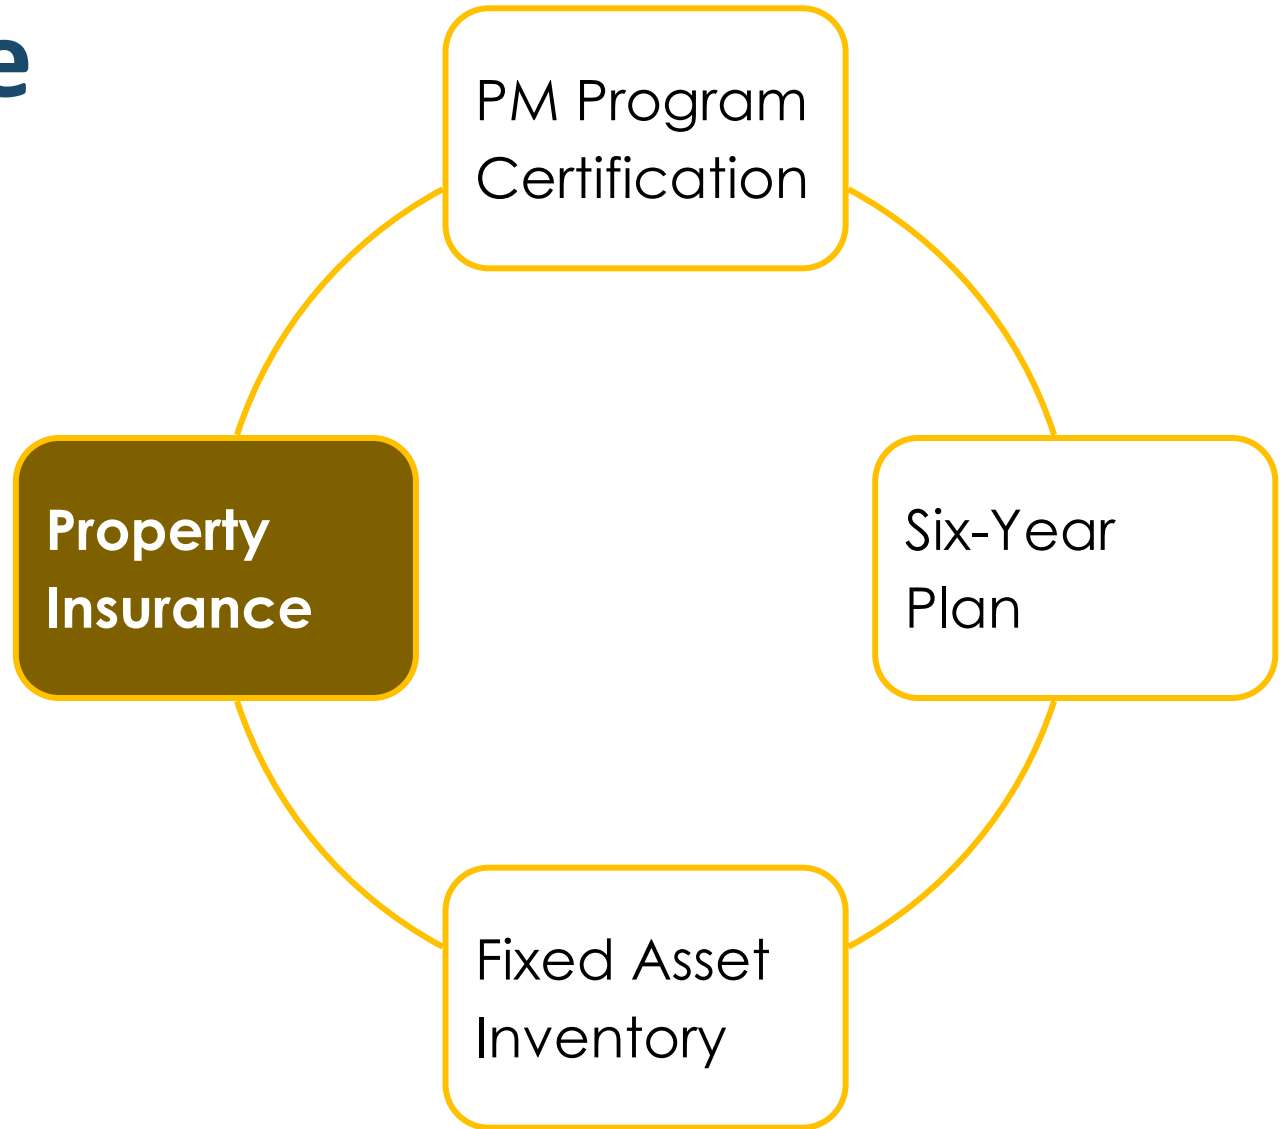 e
PM Program
Certification
Property
Insurance
Six-Year
Plan
Fixed Asset
Inventory